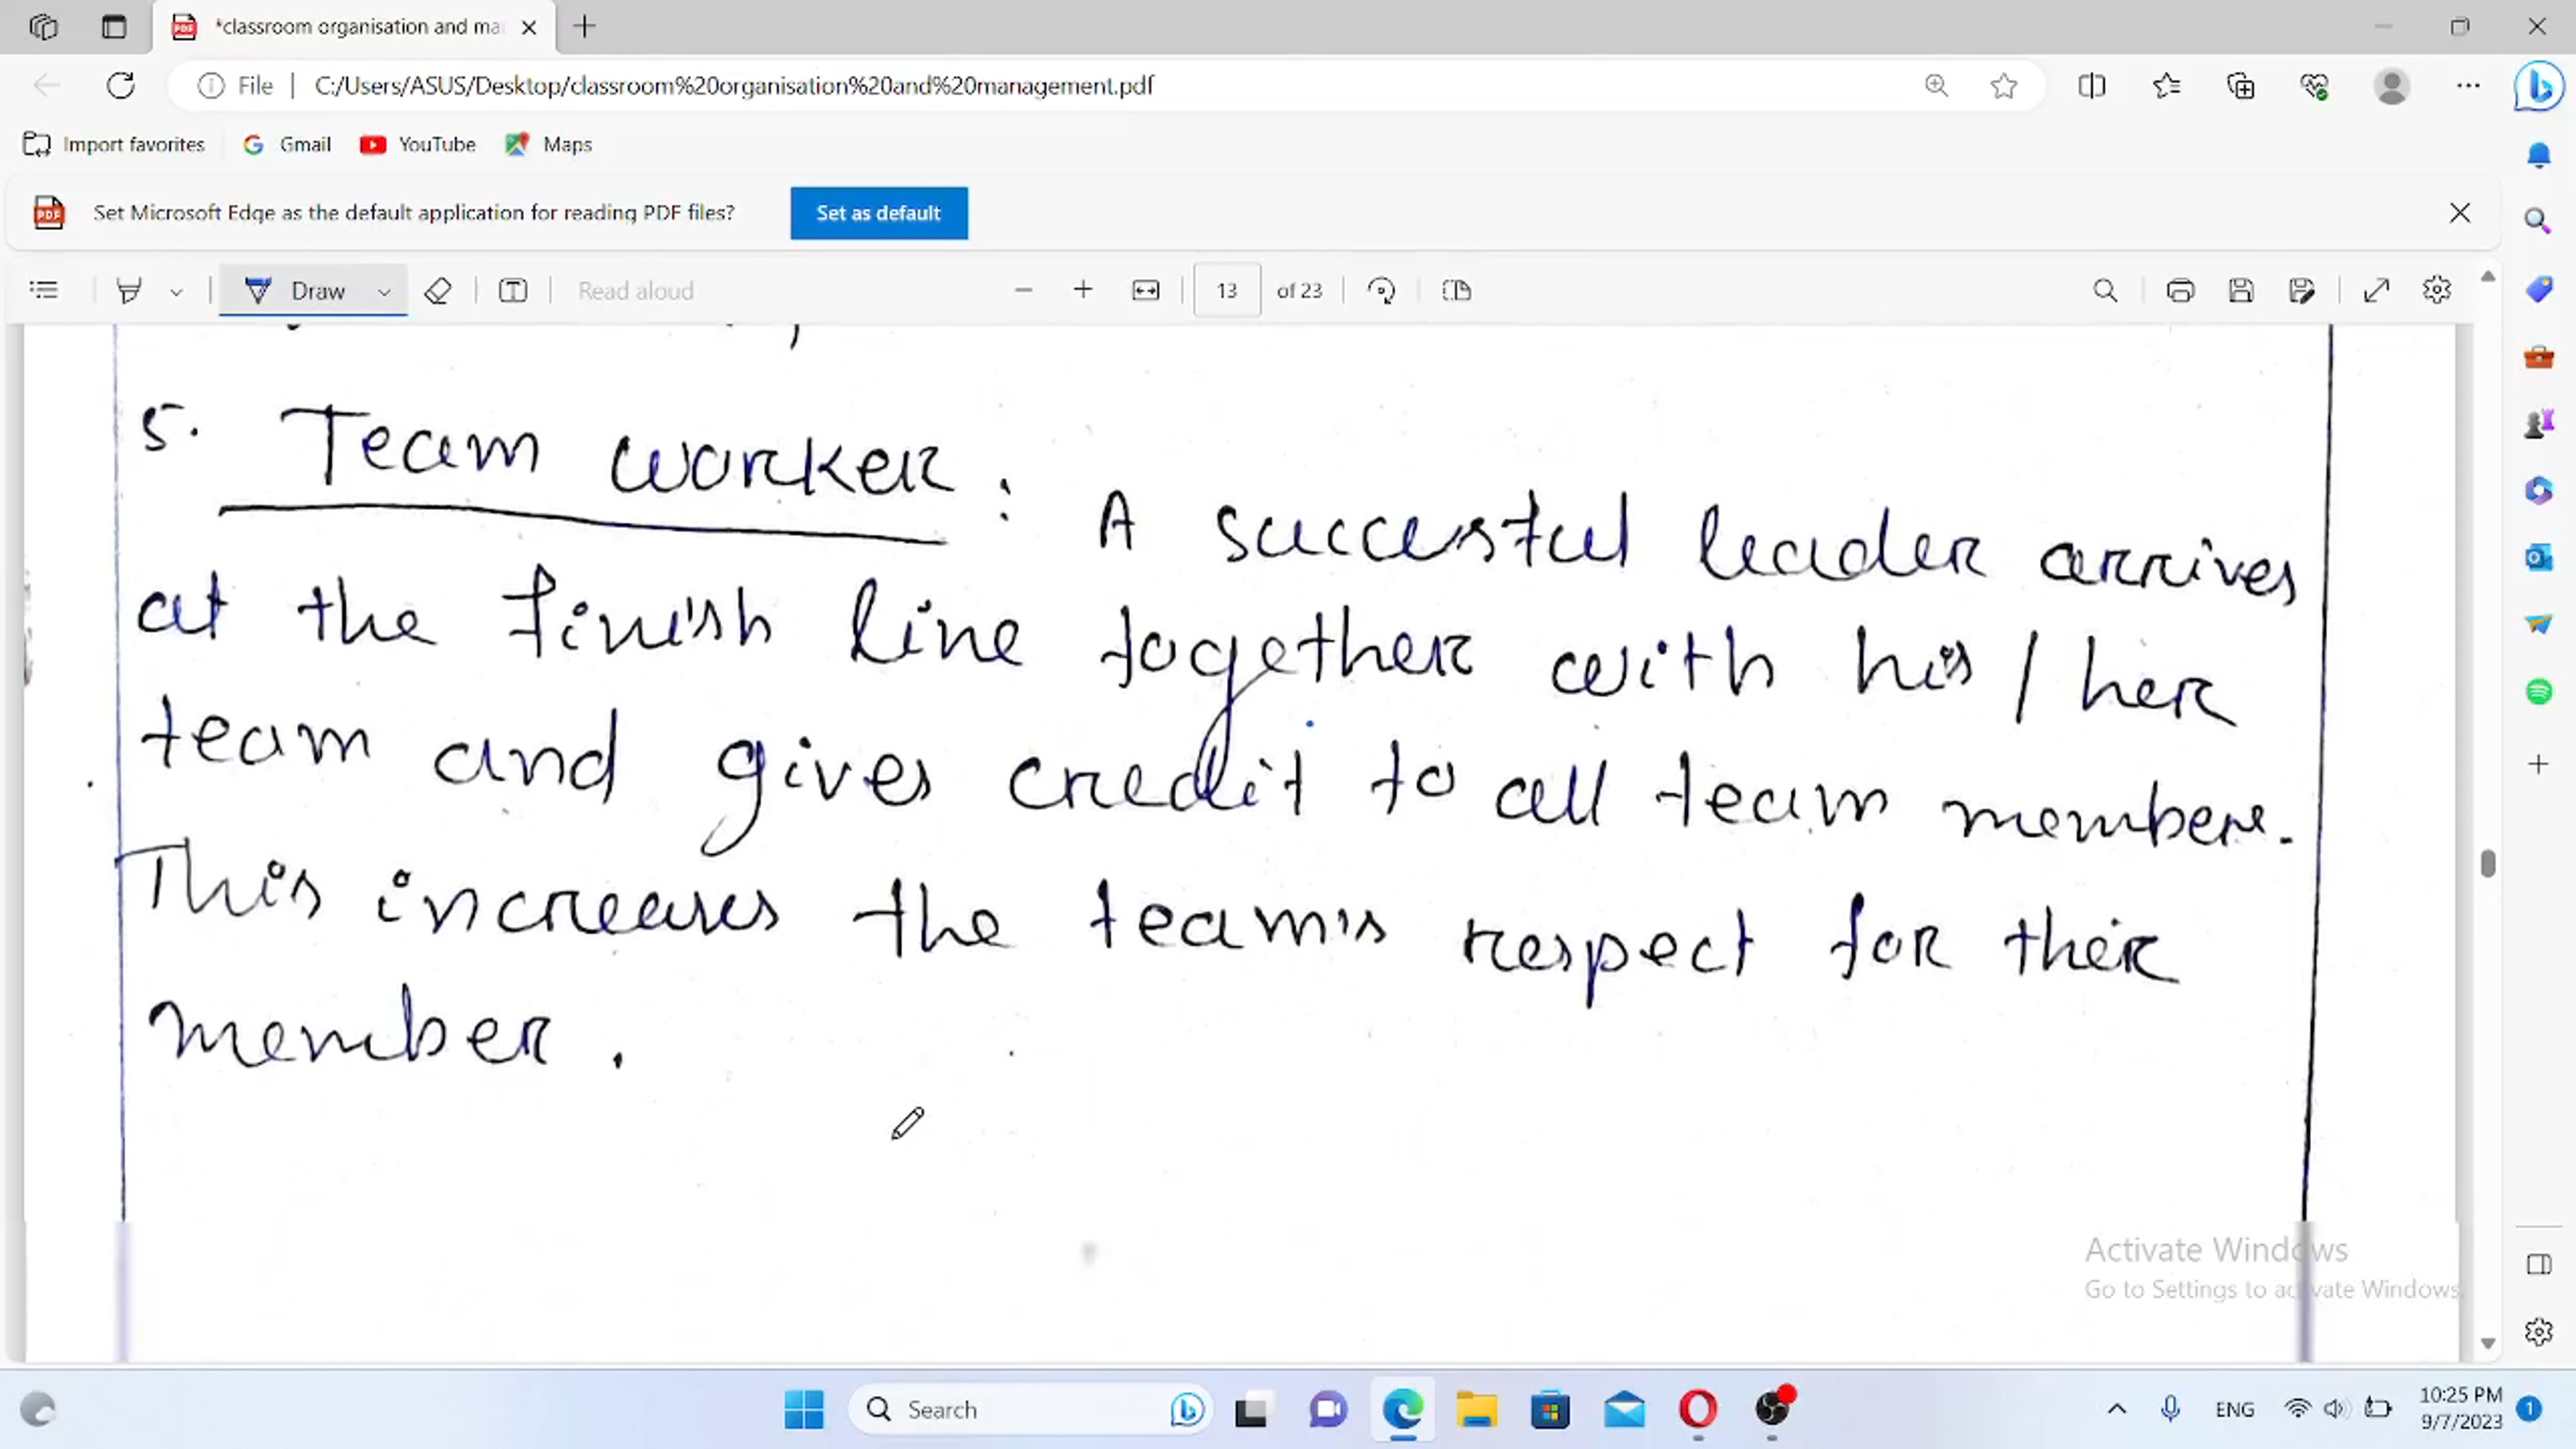 *classroom organisation and ma
File
C:/Users/ASUS/Desktop/classroom%20organisation%20and%20management.pdf
Import favorites
Gmail
YouTube
Maps
Set Microsoft Edge as the default application for reading PDF files?
Set as default
Draw
Read aloud
13
of 23
5. Team worker : A successful leader arrives
at the finish line together with his / her
team and gives credit to all team members.
This increases the team's respect for their
member .
Activate Windows
Go to Settings to activate Windows.
Search
ENG
10:25 PM
9/7/2023
1